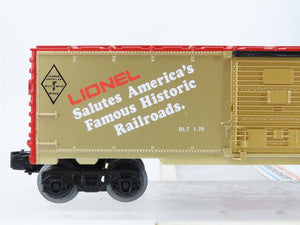 LIONEL
Salutes America's
Famous Historic
Railroads.
BLT 1-79